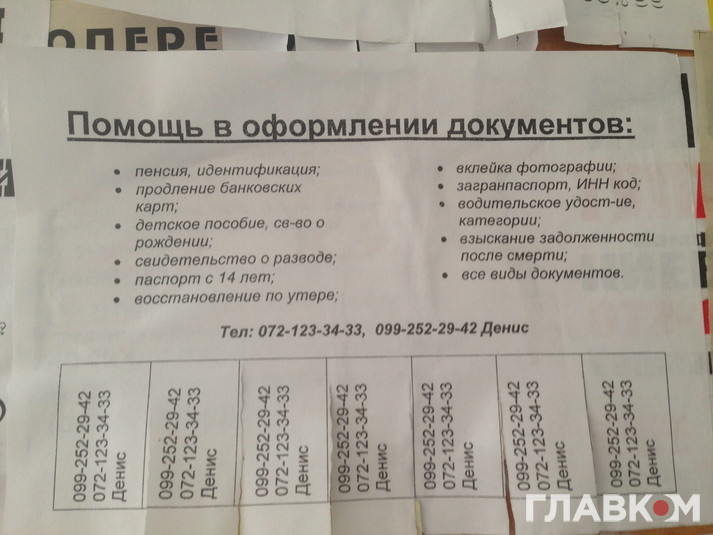 ОПЕРЕ
Помощь в оформлении документов:
• пенсия, идентификация;
• продление банковских
карт;
• детское пособие, св-во о
рождении;
• свидетельство о разводе;
• паспорт с 14 лет;
• восстановление по утере;
• вклейка фотографии;
• загранпаспорт, ИНН код;
• водительское удост-ие,
категории;
• взыскание задолженности
после смерти;
• все виды документов.
Тел: 072-123-34-33, 099-252-29-42 Денис
099-252-29-42
072-123-34-33
Денис
099-252-29-42
072-123-34-33
Денис
099-252-29-42
072-123-34-33
Денис
099-252-29-42
072-123-34-33
Денис
099-252-29-42
072-123-34-33
Денис
099-252-29-42
072-123-34-33
Денис
099-252-29-42
072-123-34-33
Денис
ГЛАВКОМ